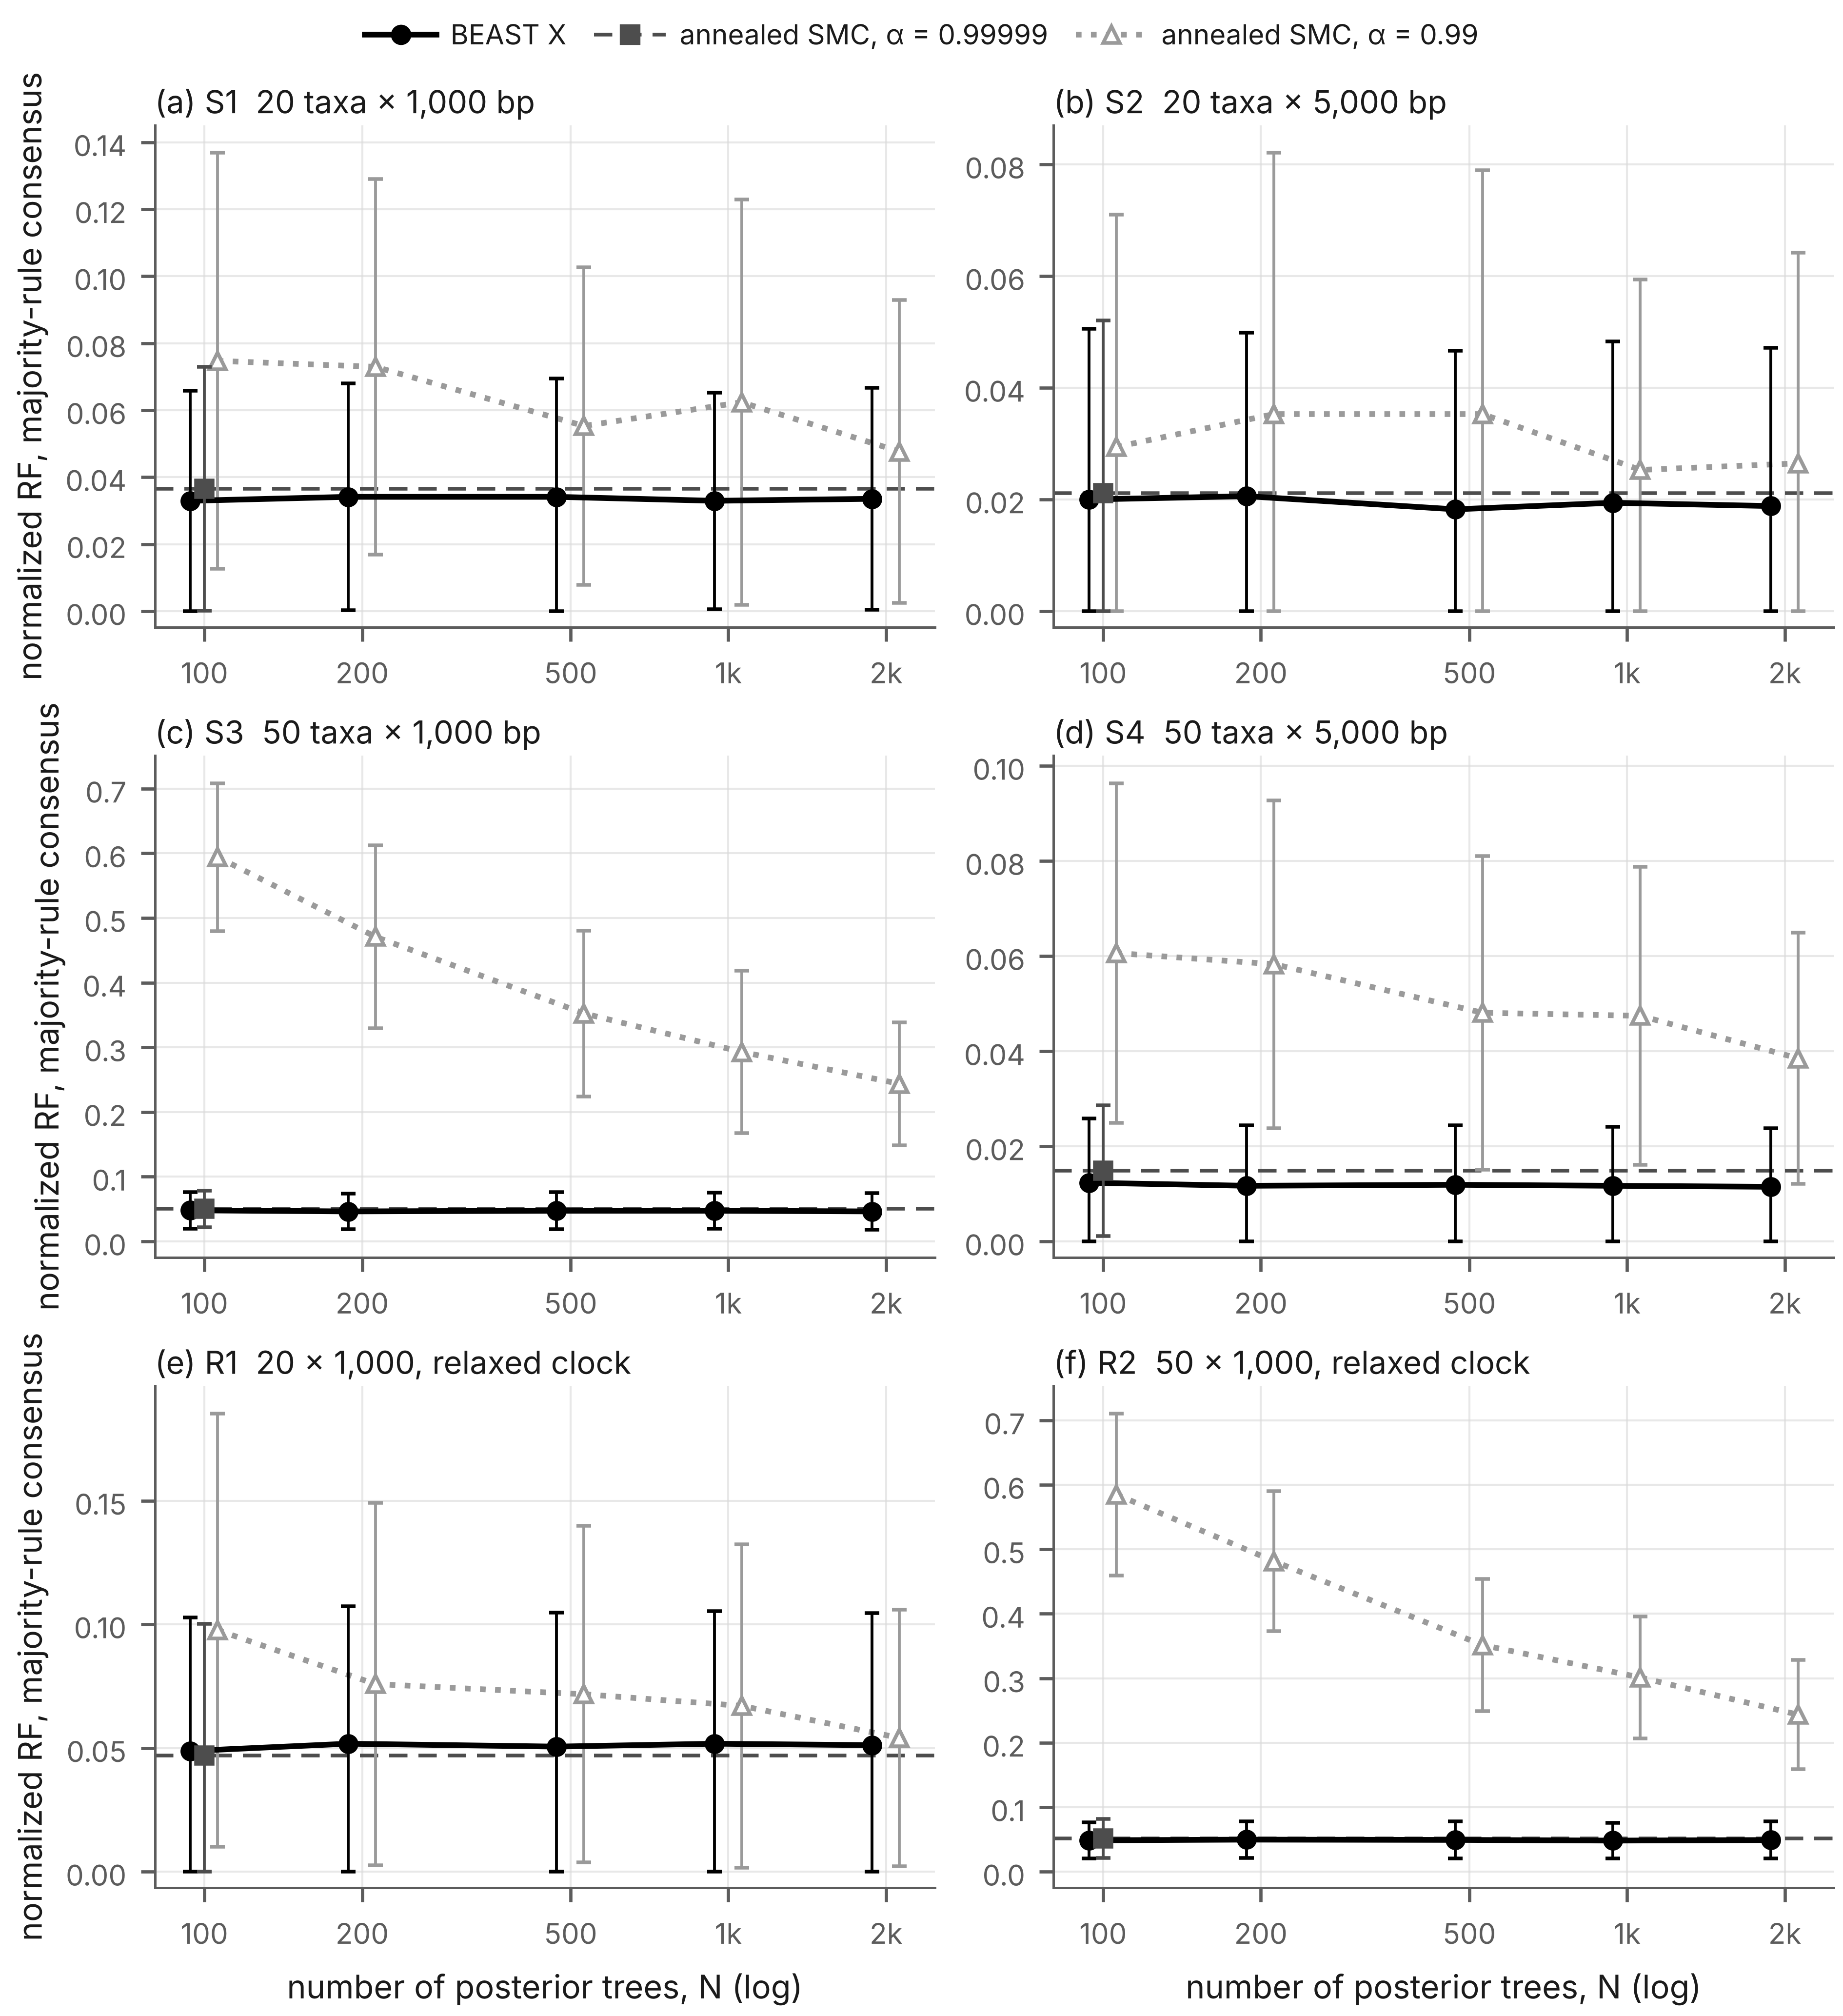 BEAST X
annealed SMC, α = 0.99999
annealed SMC, α = 0.99
(a) S1 20 taxa × 1,000 bp
normalized RF, majority-rule consensus
0.14
0.12
0.10
0.08
0.06
0.04
0.02
0.00
100 200 500 1k 2k
(b) S2 20 taxa × 5,000 bp
0.08
0.06
0.04
0.02
0.00
100 200 500 1k 2k
(c) S3 50 taxa × 1,000 bp
normalized RF, majority-rule consensus
0.7
0.6
0.5
0.4
0.3
0.2
0.1
0.0
100 200 500 1k 2k
(d) S4 50 taxa × 5,000 bp
0.10
0.08
0.06
0.04
0.02
0.00
100 200 500 1k 2k
(e) R1 20 × 1,000, relaxed clock
normalized RF, majority-rule consensus
0.15
0.10
0.05
0.00
100 200 500 1k 2k
number of posterior trees, N (log)
(f) R2 50 × 1,000, relaxed clock
0.7
0.6
0.5
0.4
0.3
0.2
0.1
0.0
100 200 500 1k 2k
number of posterior trees, N (log)